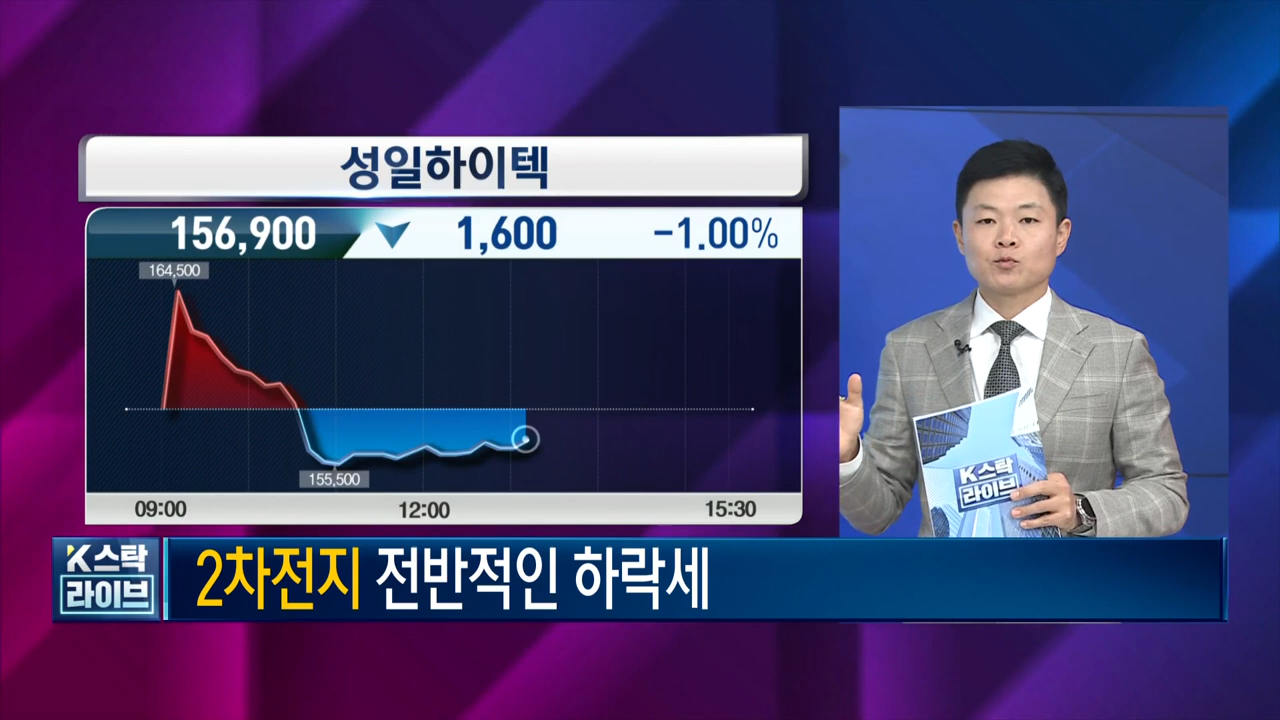 성일하이텍
156,900 1,600 -1.00%
164,500
155,500
09:00 12:00 15:30
K스탁
라이브
K스탁
라이브
2차전지 전반적인 하락세